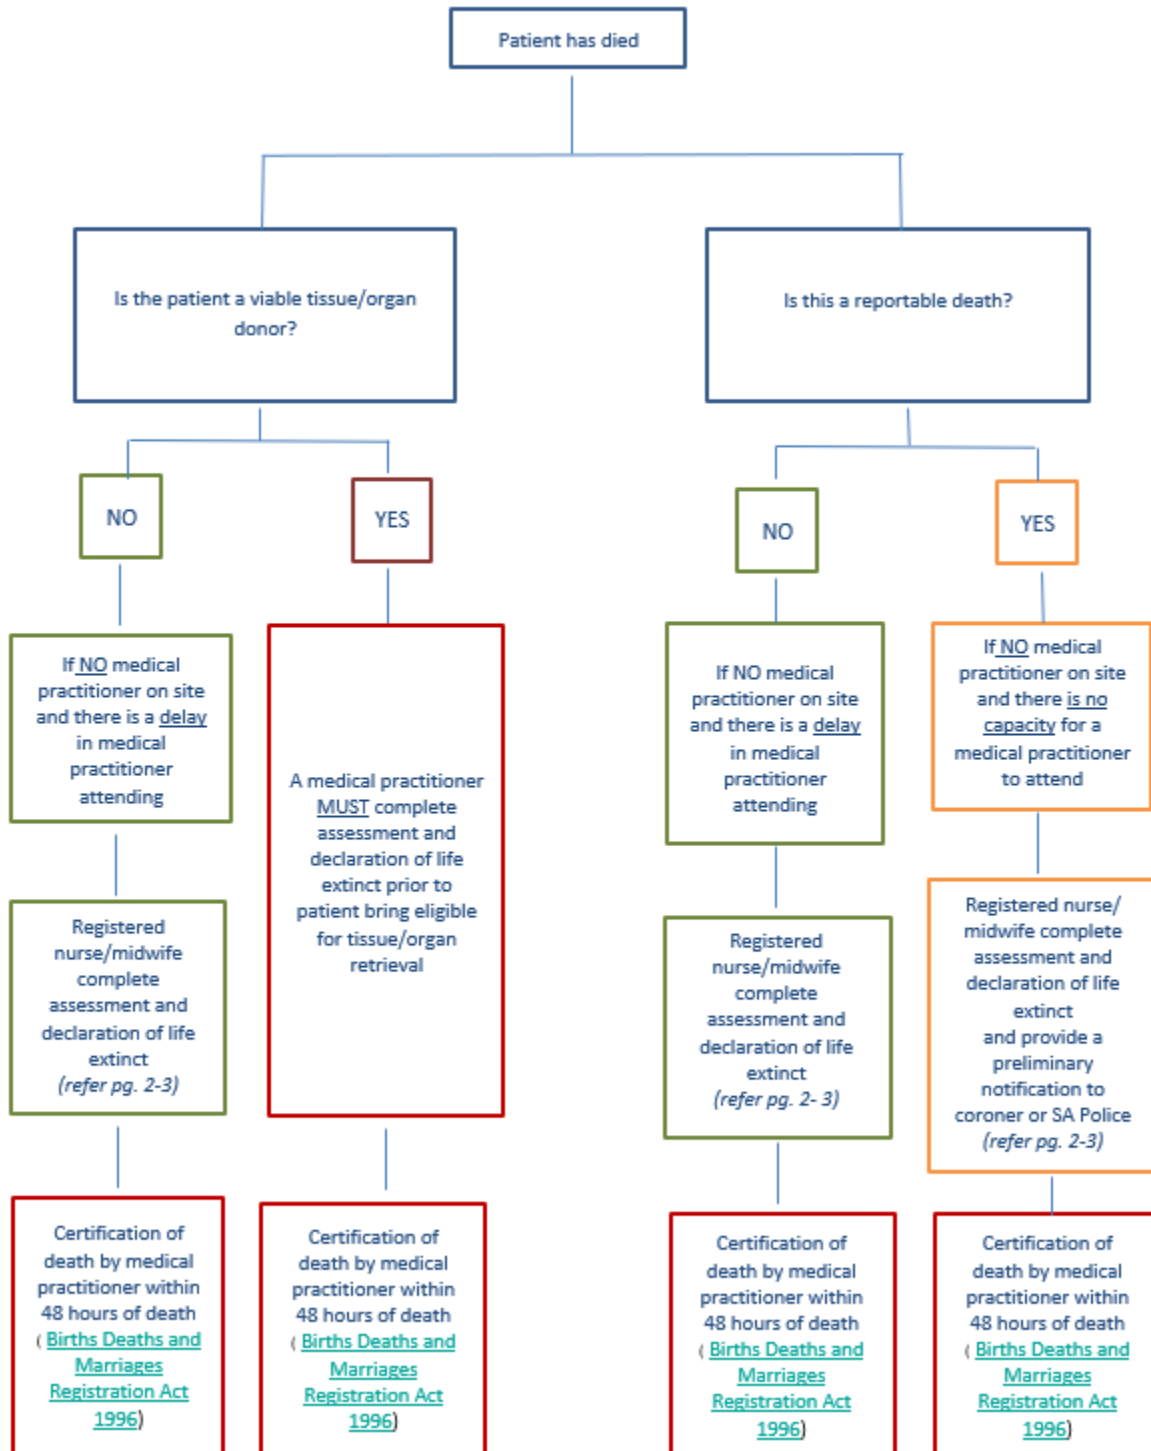 Patient has died
Is the patient a viable tissue/organ
donor?
Is this a reportable death?
NO
YES
NO
YES
If NO medical
practitioner on site
and there is a delay
in medical
practitioner
attending
A medical practitioner
MUST complete
assessment and
declaration of life
extinct prior to
patient bring eligible
for tissue/organ
retrieval
If NO medical
practitioner on site
and there is a delay
in medical
practitioner
attending
If NO medical
practitioner on site
and there is no
capacity for a
medical practitioner
to attend
Registered
nurse/midwife
complete
assessment and
declaration of life
extinct
(refer pg. 2-3)
Registered
nurse/midwife
complete
assessment and
declaration of life
extinct
(refer pg. 2- 3)
Registered nurse/
midwife complete
assessment and
declaration of life
extinct
and provide a
preliminary
notification to
coroner or SA Police
(refer pg. 2-3)
Certification of
death by medical
practitioner within
48 hours of death
( Births Deaths and
Marriages
Registration Act
1996)
Certification of
death by medical
practitioner within
48 hours of death
( Births Deaths and
Marriages
Registration Act
1996)
Certification of
death by medical
practitioner within
48 hours of death
( Births Deaths and
Marriages
Registration Act
1996)
Certification of
death by medical
practitioner within
48 hours of death
( Births Deaths and
Marriages
Registration Act
1996)